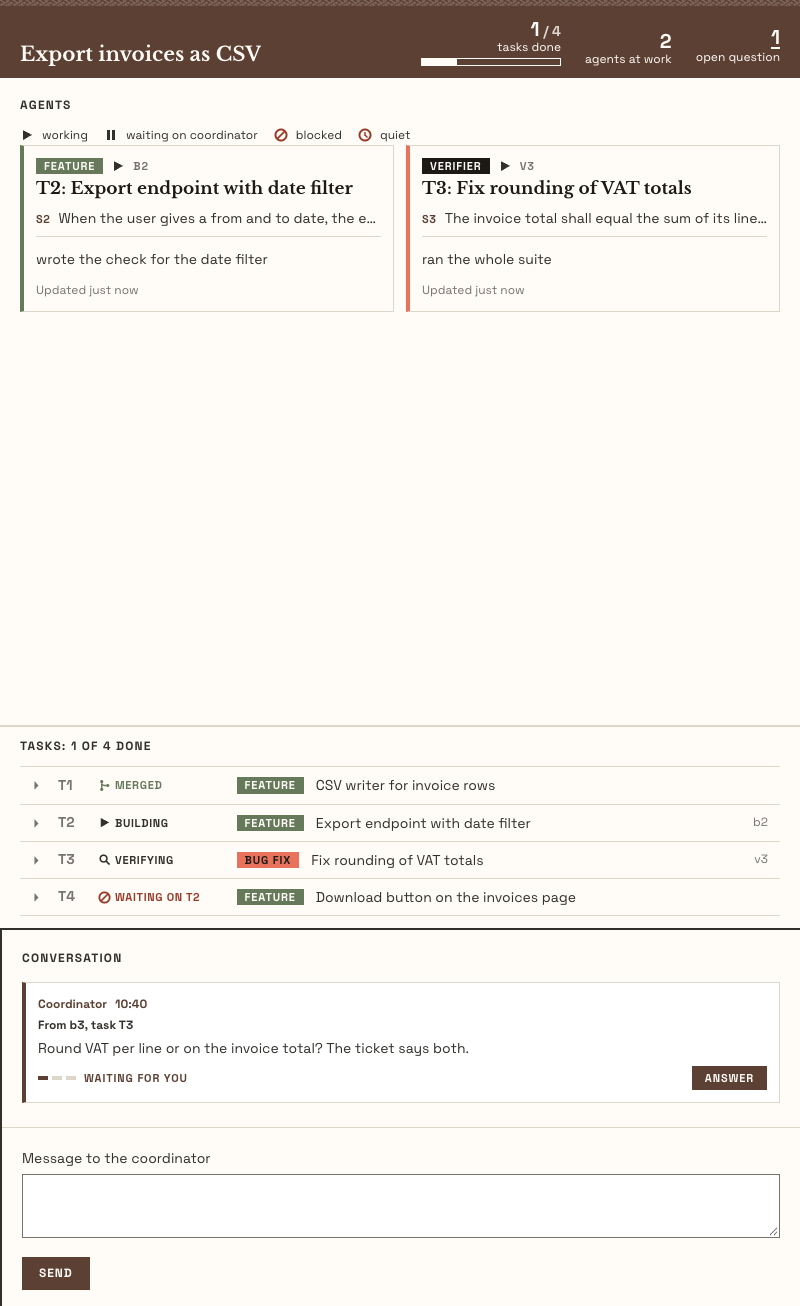 Export invoices as CSV
1 / 4
tasks done
2
agents at work
1
open question
AGENTS
working
waiting on coordinator
blocked
quiet
FEATURE B2
T2: Export endpoint with date filter
S2 When the user gives a from and to date, the e...
wrote the check for the date filter
Updated just now
VERIFIER V3
T3: Fix rounding of VAT totals
S3 The invoice total shall equal the sum of its line...
ran the whole suite
Updated just now
TASKS: 1 OF 4 DONE
T1 MERGED FEATURE CSV writer for invoice rows
T2 BUILDING FEATURE Export endpoint with date filter b2
T3 VERIFYING BUG FIX Fix rounding of VAT totals v3
T4 WAITING ON T2 FEATURE Download button on the invoices page
CONVERSATION
Coordinator 10:40
From b3, task T3
Round VAT per line or on the invoice total? The ticket says both.
WAITING FOR YOU
ANSWER
Message to the coordinator
SEND